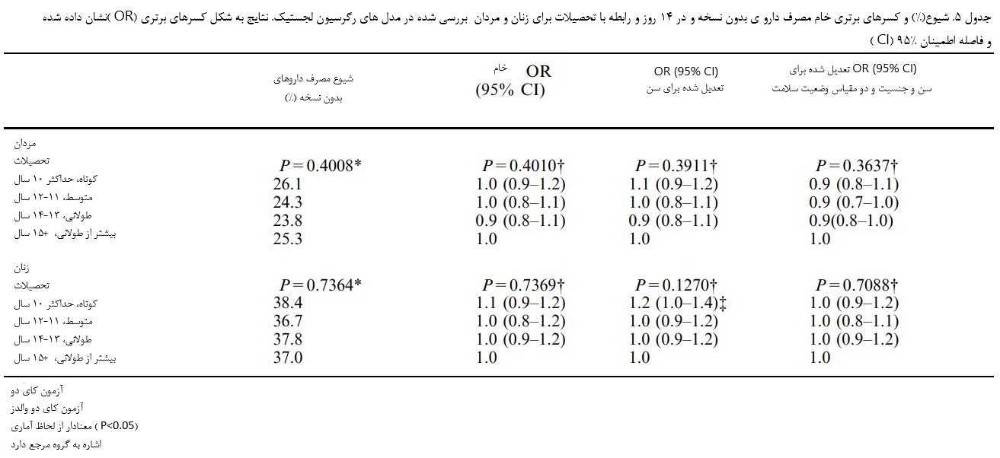 جدول ۵. شیوع(٪) و کسرهای برتری خام مصرف دارو ی بدون نسخه و در ۱۴ روز و رابطه با تحصیلات برای زنان و مردان بررسی شده در مدل های رگرسیون لجستیک. نتایج به شکل کسرهای برتری (OR )نشان داده شده
و فاصله اطمینان ۹۵٪ (CI )
شیوع مصرف داروهای
بدون نسخه (٪)
خام OR
(95% CI)
OR (95% CI)
تعدیل شده برای سن
OR (95% CI) تعدیل شده برای
سن و جنسیت و دو مقیاس وضعیت سلامت
مردان
تحصیلات P=0.4008* P=0.4010† P=0.3911† P=0.3637†
کوتاه، حداکثر ۱۰ سال 26.1 1.0 (0.9–1.2) 1.1 (0.9–1.2) 0.9 (0.8–1.1)
متوسط، ۱۱-۱۲ سال 24.3 1.0 (0.8–1.1) 1.0 (0.8–1.1) 0.9 (0.7–1.0)
طولانی، ۱۳-۱۴ سال 23.8 0.9 (0.8–1.1) 0.9 (0.8–1.1) 0.9(0.8–1.0)
بیشتر از طولانی، +۱۵ سال 25.3 1.0 1.0 1.0
زنان
تحصیلات P=0.7364* P=0.7369† P=0.1270† P=0.7088†
کوتاه، حداکثر ۱۰ سال 38.4 1.1 (0.9–1.2) 1.2 (1.0–1.4)‡ 1.0 (0.9–1.2)
متوسط، ۱۱-۱۲ سال 36.7 1.0 (0.8–1.2) 1.0 (0.9–1.2) 1.0 (0.8–1.1)
طولانی، ۱۳-۱۴ سال 37.8 1.0 (0.9–1.2) 1.0 (0.9–1.2) 1.0 (0.9–1.2)
بیشتر از طولانی، +۱۵ سال 37.0 1.0 1.0 1.0
آزمون کای دو
آزمون کای دو والدز
معنادار از لحاظ آماری ( P<0.05)
اشاره به گروه مرجع دارد